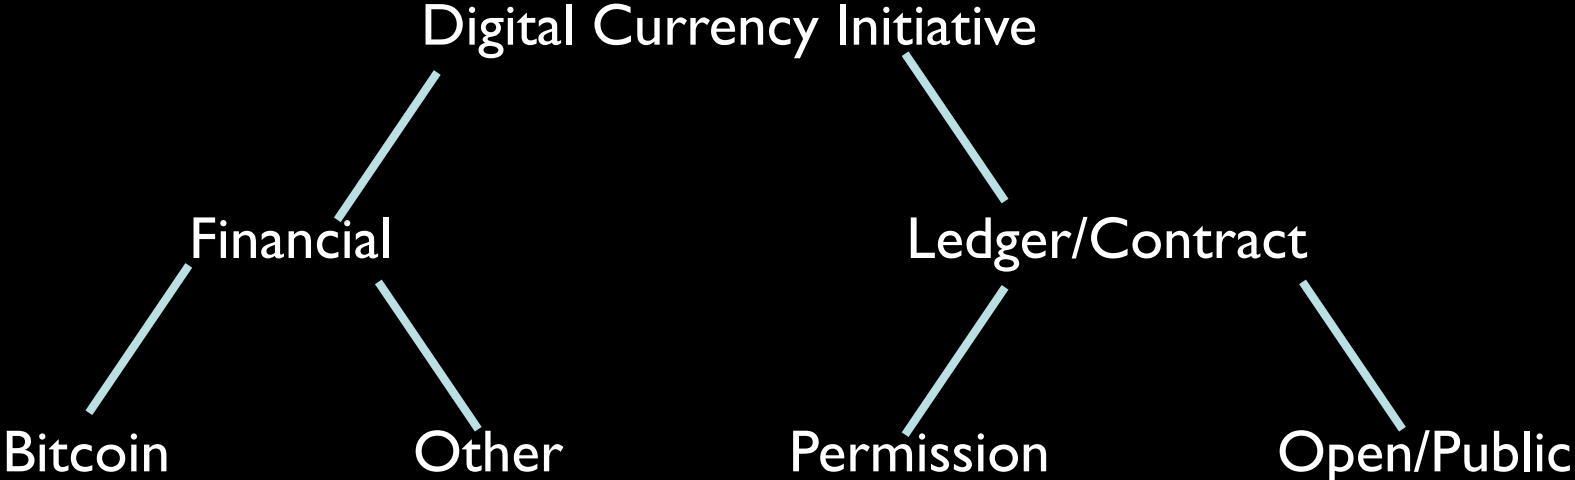 Digital Currency Initiative
Financial Ledger/Contract
Bitcoin Other Permission Open/Public